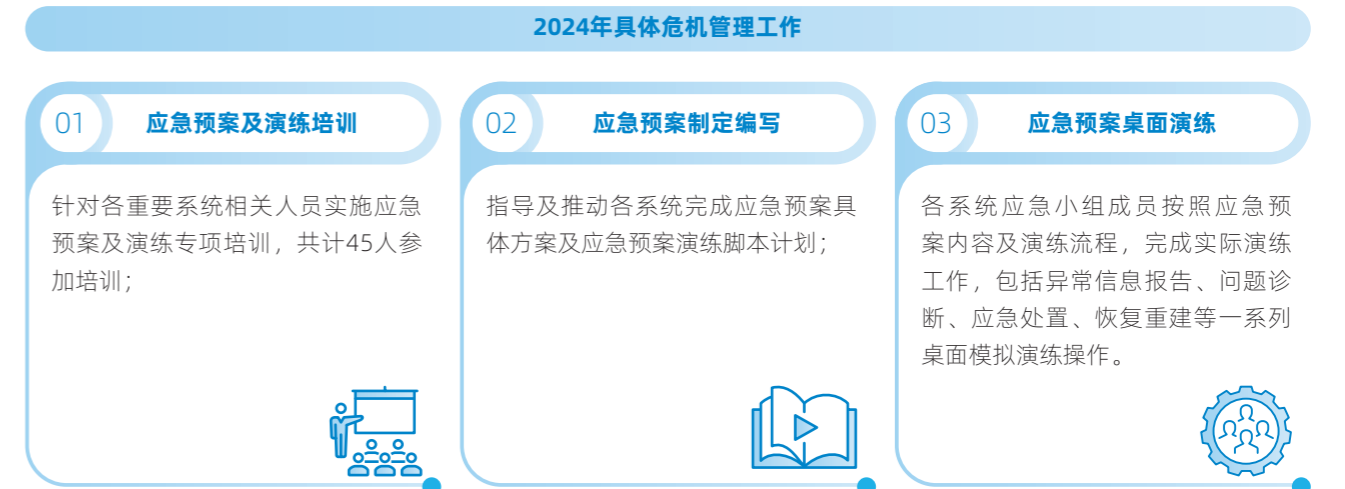 2024年具体危机管理工作
01
应急预案及演练培训
针对各重要系统相关人员实施应急
预案及演练专项培训，共计45人参
加培训；
02
应急预案制定编写
指导及推动各系统完成应急预案具
体方案及应急预案演练脚本计划；
03
应急预案桌面演练
各系统应急小组成员按照应急预
案内容及演练流程，完成实际演练
工作，包括异常信息报告、问题诊
断、应急处置、恢复重建等一系列
桌面模拟演练操作。